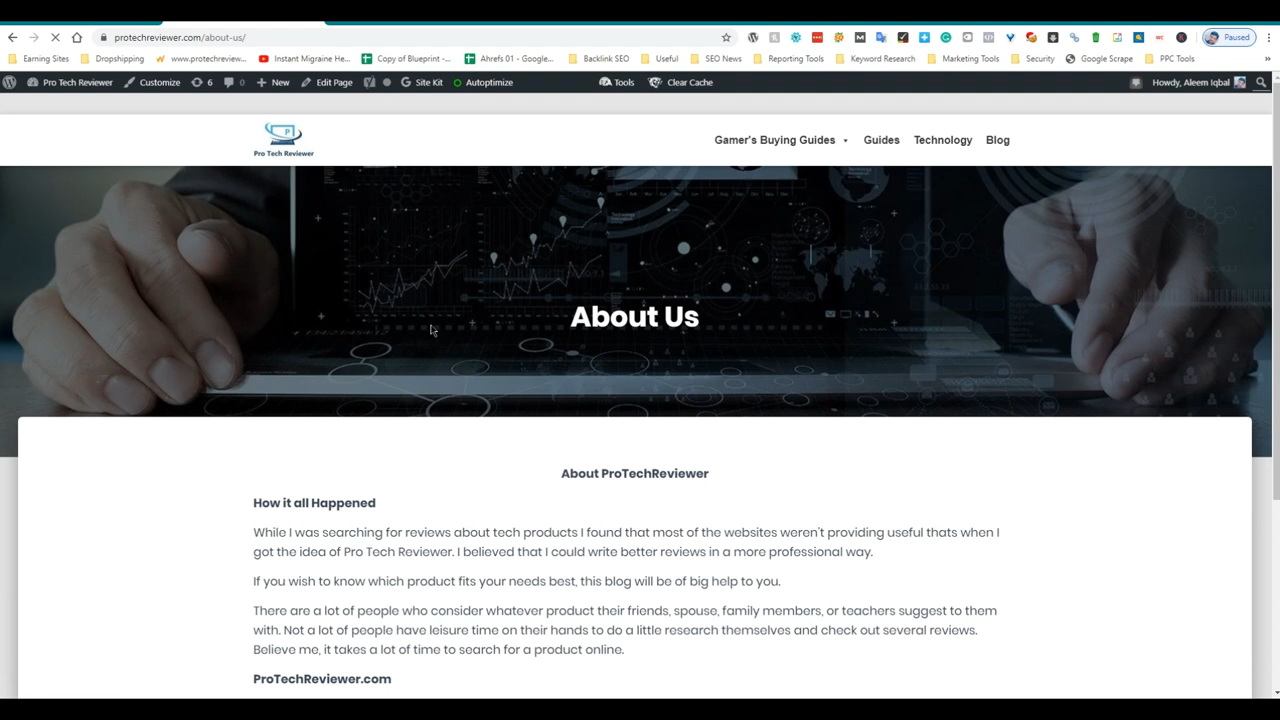 protechreviewer.com/about-us/
Paused
Earning Sites
Dropshipping
www.protechreview...
Instant Migraine He...
Copy of Blueprint -...
Ahrefs 01 - Google...
Backlink SEO
Useful
SEO News
Reporting Tools
Keyword Research
Marketing Tools
Security
Google Scrape
PPC Tools
»
Pro Tech Reviewer
Customize
6
0
New
Edit Page
Site Kit
Autoptimize
Tools
Clear Cache
Howdy, Aleem Iqbal
Pro Tech Reviewer
Gamer's Buying Guides
Guides
Technology
Blog
About Us
About ProTechReviewer
How it all Happened
While I was searching for reviews about tech products I found that most of the websites weren't providing useful thats when I
got the idea of Pro Tech Reviewer. I believed that I could write better reviews in a more professional way.
If you wish to know which product fits your needs best, this blog will be of big help to you.
There are a lot of people who consider whatever product their friends, spouse, family members, or teachers suggest to them
with. Not a lot of people have leisure time on their hands to do a little research themselves and check out several reviews.
Believe me, it takes a lot of time to search for a product online.
ProTechReviewer.com